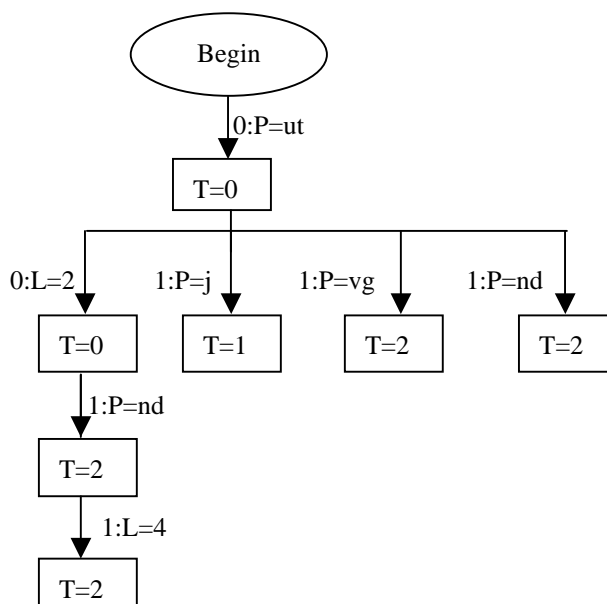 Begin
0:P=ut
T=0
0:L=2 1:P=j 1:P=vg 1:P=nd
T=0 T=1 T=2 T=2
1:P=nd
T=2
1:L=4
T=2